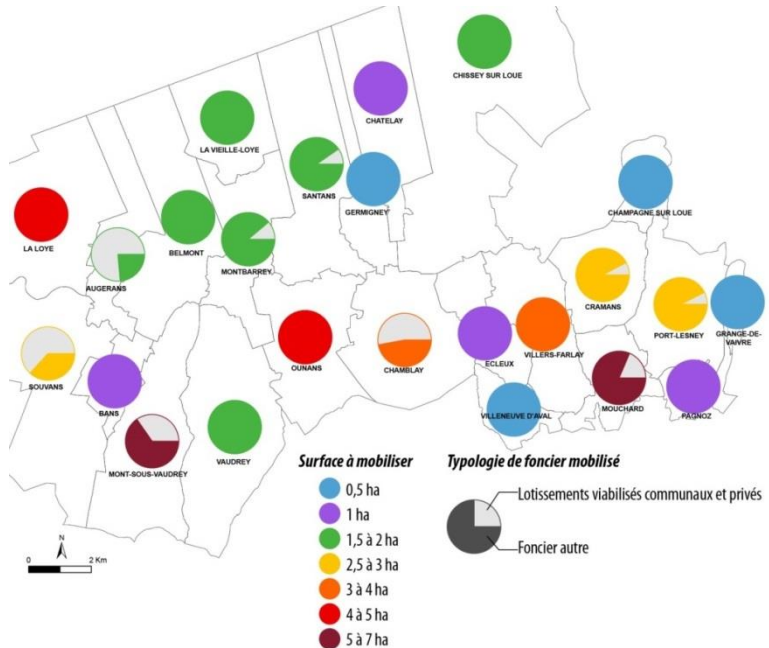 CHISSEY SUR LOUE
CHATELAY
LA VIEILLE-LOYE
SANTANS
GERMIGNEY
CHAMPAGNE SUR LOUE
LA LOYE
BELMONT
MONTBARREY
AUGERANS
CRAMANS
PORT-LESNEY
GRANGE-DE-
VAIVRE
SOUVANS
OUNANS
CHAMBLAY
ECLEUX
VILLERS-FARLAY
BANS
MOUCHARD
PAGNOZ
VILLENEUVE D'AVAL
MONT-SOUS-VAUDREY
VAUDREY
Surface à mobiliser
0,5 ha
1 ha
1,5 à 2 ha
2,5 à 3 ha
3 à 4 ha
4 à 5 ha
5 à 7 ha
Typologie de foncier mobilisé
Lotissements viabilisés communaux et privés
Foncier autre
N
0 2 Km